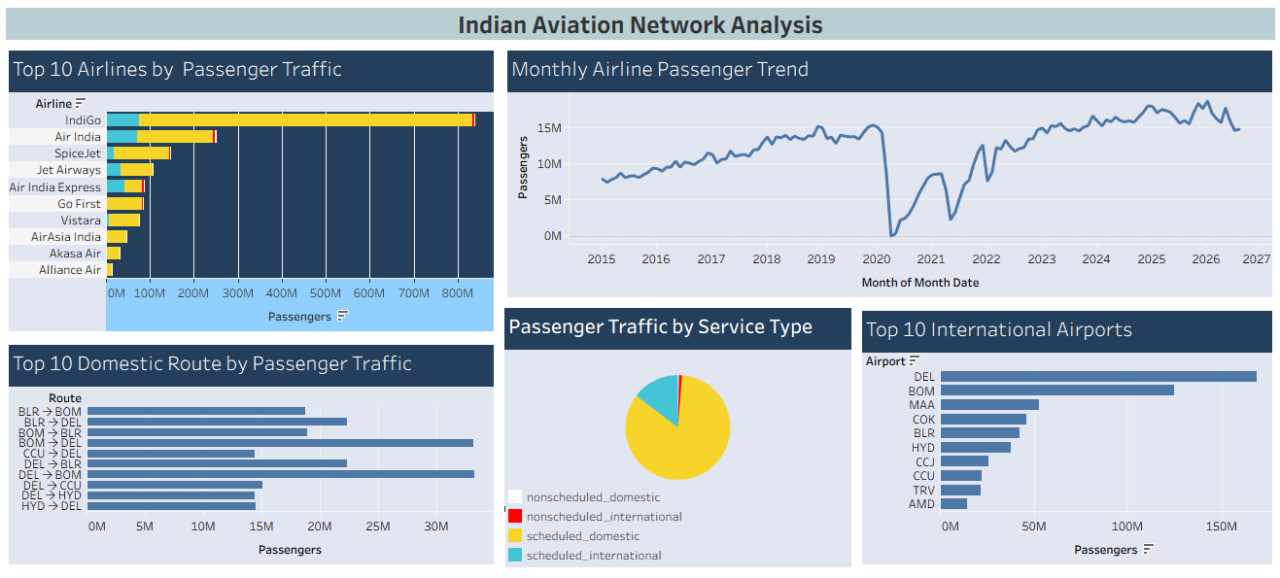 Indian Aviation Network Analysis
Top 10 Airlines by Passenger Traffic
Airline
IndiGo
Air India
SpiceJet
Jet Airways
Air India Express
Go First
Vistara
AirAsia India
Akasa Air
Alliance Air
0M 100M 200M 300M 400M 500M 600M 700M 800M
Passengers
Monthly Airline Passenger Trend
Passengers
15M
10M
5M
0M
2015 2016 2017 2018 2019 2020 2021 2022 2023 2024 2025 2026 2027
Month of Month Date
Top 10 Domestic Route by Passenger Traffic
Route
BLR → BOM
BLR → DEL
BOM → BLR
BOM → DEL
CCU → DEL
DEL → BLR
DEL → BOM
DEL → CCU
DEL → HYD
HYD → DEL
0M 5M 10M 15M 20M 25M 30M
Passengers
Passenger Traffic by Service Type
nonscheduled_domestic
nonscheduled_international
scheduled_domestic
scheduled_international
Top 10 International Airports
Airport
DEL
BOM
MAA
COK
BLR
HYD
CCJ
CCU
TRV
AMD
0M 50M 100M 150M
Passengers